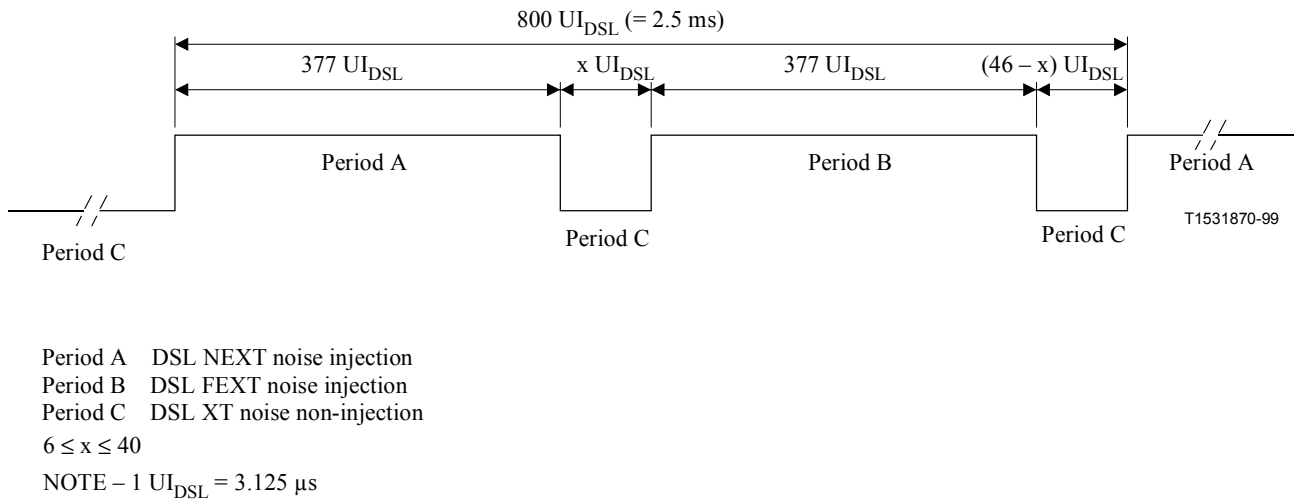 800 UI_DSL (= 2.5 ms)
377 UI_DSL
x UI_DSL
377 UI_DSL
(46 – x) UI_DSL
Period A
Period B
Period A
T1531870-99
Period C
Period C
Period C
Period A DSL NEXT noise injection
Period B DSL FEXT noise injection
Period C DSL XT noise non-injection
6 ≤ x ≤ 40
NOTE – 1 UI_DSL = 3.125 µs